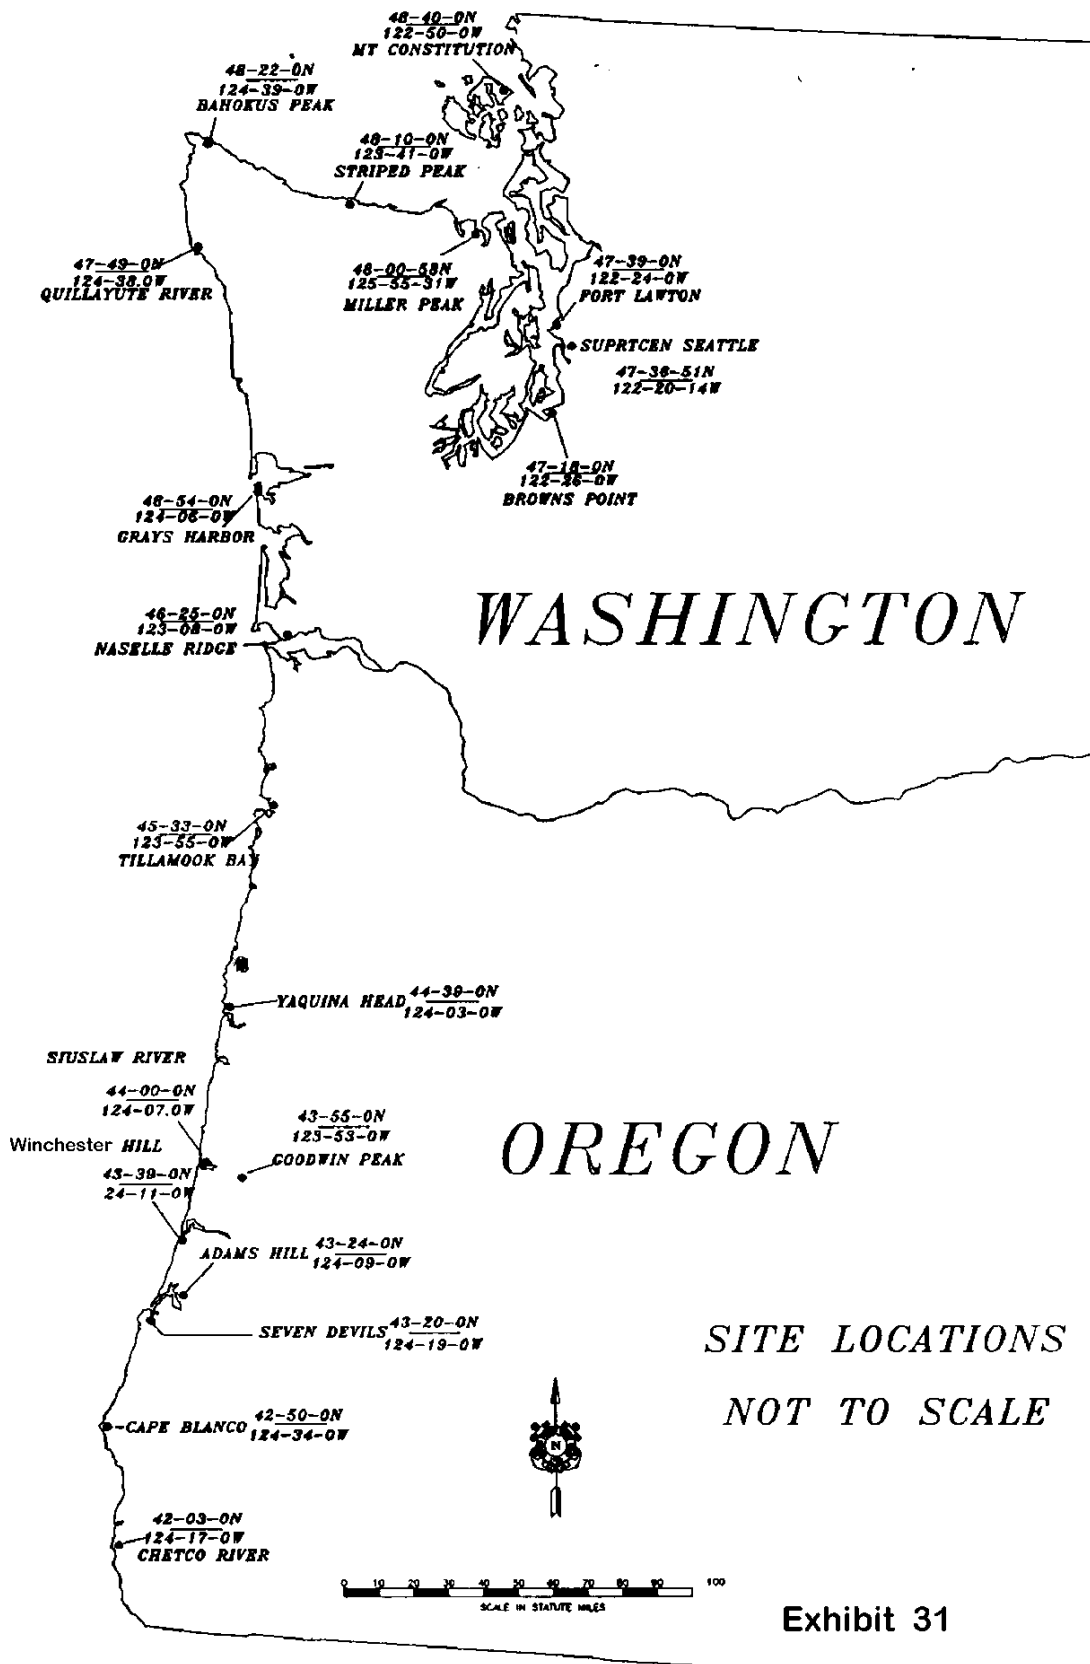 48-40-0N
122-50-0W
MT CONSTITUTION
48-22-0N
124-39-0W
BAHOKUS PEAK
48-10-0N
123-41-0W
STRIPED PEAK
47-49-0N
124-38.0W
QUILLAYUTE RIVER
48-00-58N
125-55-31W
MILLER PEAK
47-39-0N
122-24-0W
FORT LAWTON
SUPRTCEN SEATTLE
47-36-51N
122-20-14W
47-18-0N
122-26-0W
BROWNS POINT
46-54-0N
124-06-0W
GRAYS HARBOR
46-25-0N
123-08-0W
NASELLE RIDGE
WASHINGTON
45-33-0N
123-55-0W
TILLAMOOK BAY
YAQUINA HEAD
44-39-0N
124-03-0W
SIUSLAW RIVER
44-00-0N
124-07.0W
43-55-0N
123-53-0W
GOODWIN PEAK
OREGON
Winchester HILL
43-39-0N
24-11-0W
ADAMS HILL
43-24-0N
124-09-0W
SEVEN DEVILS
43-20-0N
124-19-0W
SITE LOCATIONS
NOT TO SCALE
CAPE BLANCO
42-50-0N
124-34-0W
N
42-03-0N
124-17-0W
CHETCO RIVER
0 10 20 30 40 50 60 70 80 90 100
SCALE IN STATUTE MILES
Exhibit 31